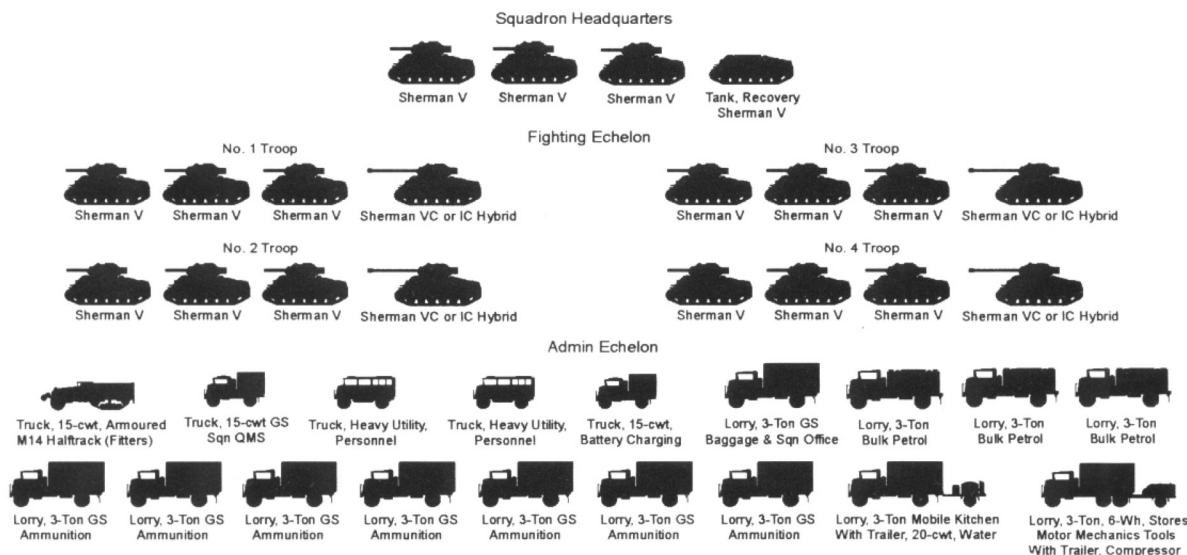 Squadron Headquarters
Sherman V
Sherman V
Sherman V
Tank, Recovery
Sherman V
Fighting Echelon
No. 1 Troop
Sherman V
Sherman V
Sherman V
Sherman VC or IC Hybrid
No. 3 Troop
Sherman V
Sherman V
Sherman V
Sherman VC or IC Hybrid
No. 2 Troop
Sherman V
Sherman V
Sherman V
Sherman VC or IC Hybrid
No. 4 Troop
Sherman V
Sherman V
Sherman V
Sherman VC or IC Hybrid
Admin Echelon
Truck, 15-cwt, Armoured
M14 Halftrack (Fitters)
Truck, 15-cwt GS
Sqn QMS
Truck, Heavy Utility,
Personnel
Truck, Heavy Utility,
Personnel
Truck, 15-cwt,
Battery Charging
Lorry, 3-Ton GS
Baggage & Sqn Office
Lorry, 3-Ton
Bulk Petrol
Lorry, 3-Ton
Bulk Petrol
Lorry, 3-Ton
Bulk Petrol
Lorry, 3-Ton GS
Ammunition
Lorry, 3-Ton GS
Ammunition
Lorry, 3-Ton GS
Ammunition
Lorry, 3-Ton GS
Ammunition
Lorry, 3-Ton GS
Ammunition
Lorry, 3-Ton GS
Ammunition
Lorry, 3-Ton GS
Ammunition
Lorry, 3-Ton Mobile Kitchen
With Trailer, 20-cwt, Water
Lorry, 3-Ton, 6-Wh, Stores
Motor Mechanics Tools
With Trailer, Compressor